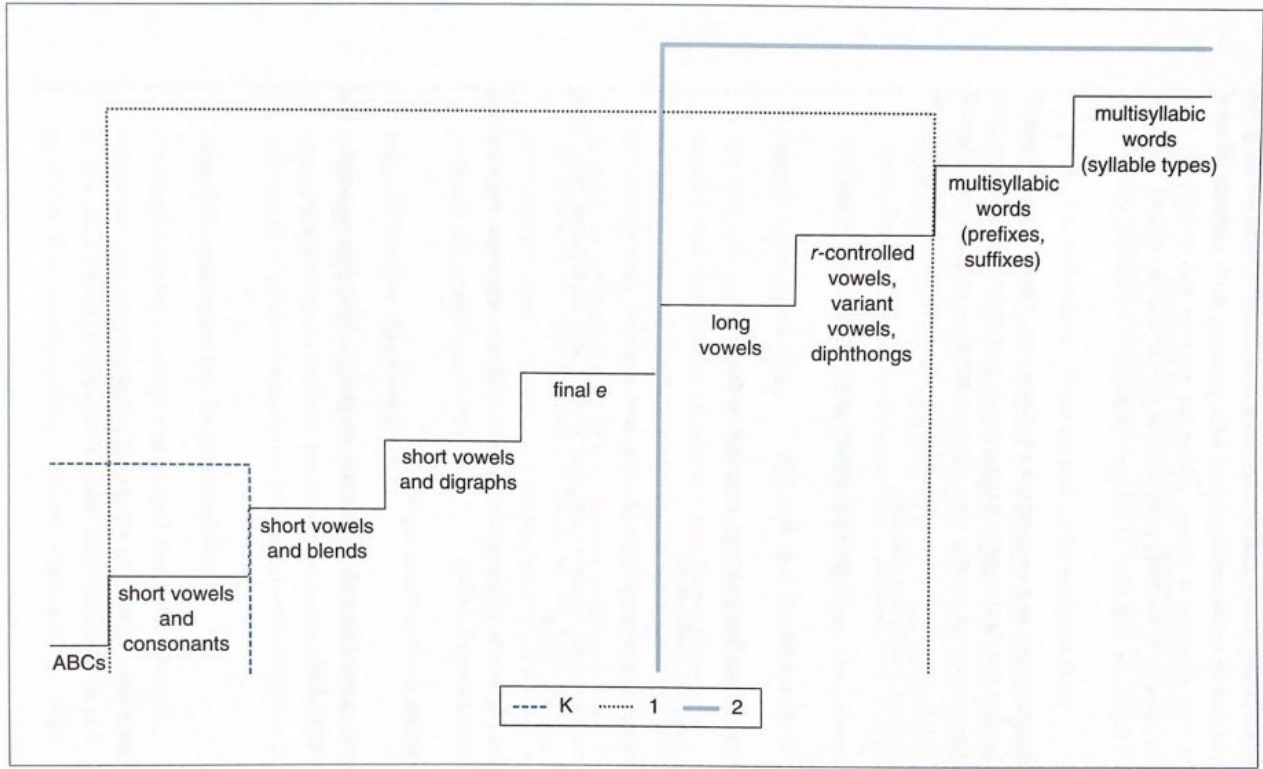 ABCs
short vowels
and
consonants
short vowels
and blends
short vowels
and digraphs
final e
long
vowels
r-controlled
vowels,
variant
vowels,
diphthongs
multisyllabic
words
(prefixes,
suffixes)
multisyllabic
words
(syllable types)
K
1
2